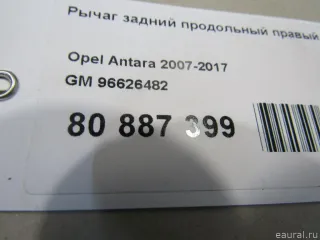 Рычаг задний продольный правый
Opel Antara 2007-2017
GM 96626482
80 887 399
eaural.ru